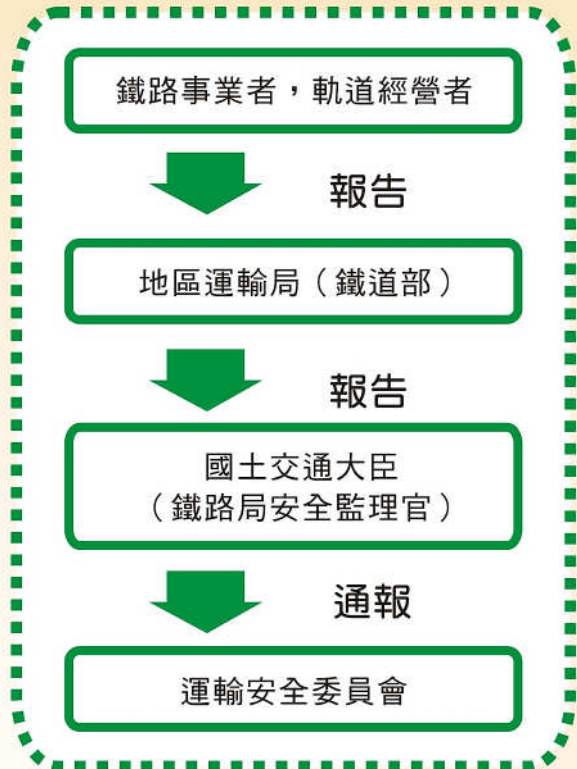 鐵路事業者，軌道經營者
報告
地區運輸局（鐵道部）
報告
國土交通大臣
（鐵路局安全監理官）
通報
運輸安全委員會